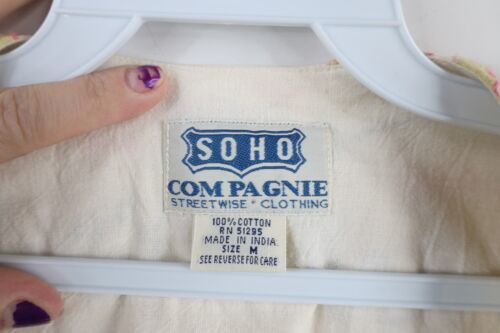 SOHO
COMPAGNIE
STREETWISE * CLOTHING
100% COTTON
RN 51295
MADE IN INDIA
SIZE M
SEE REVERSE FOR CARE